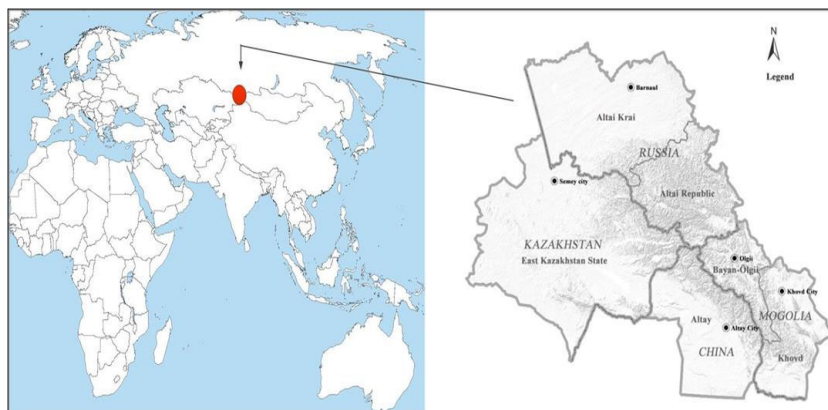 N
Legend
Barnaul
Altai Krai
RUSSIA
Semey city
Altai Republic
KAZAKHSTAN
East Kazakhstan State
Olgii
Bayan-Ölgii
Khovd City
Altay
MOGOLIA
Altay City
CHINA
Khovd